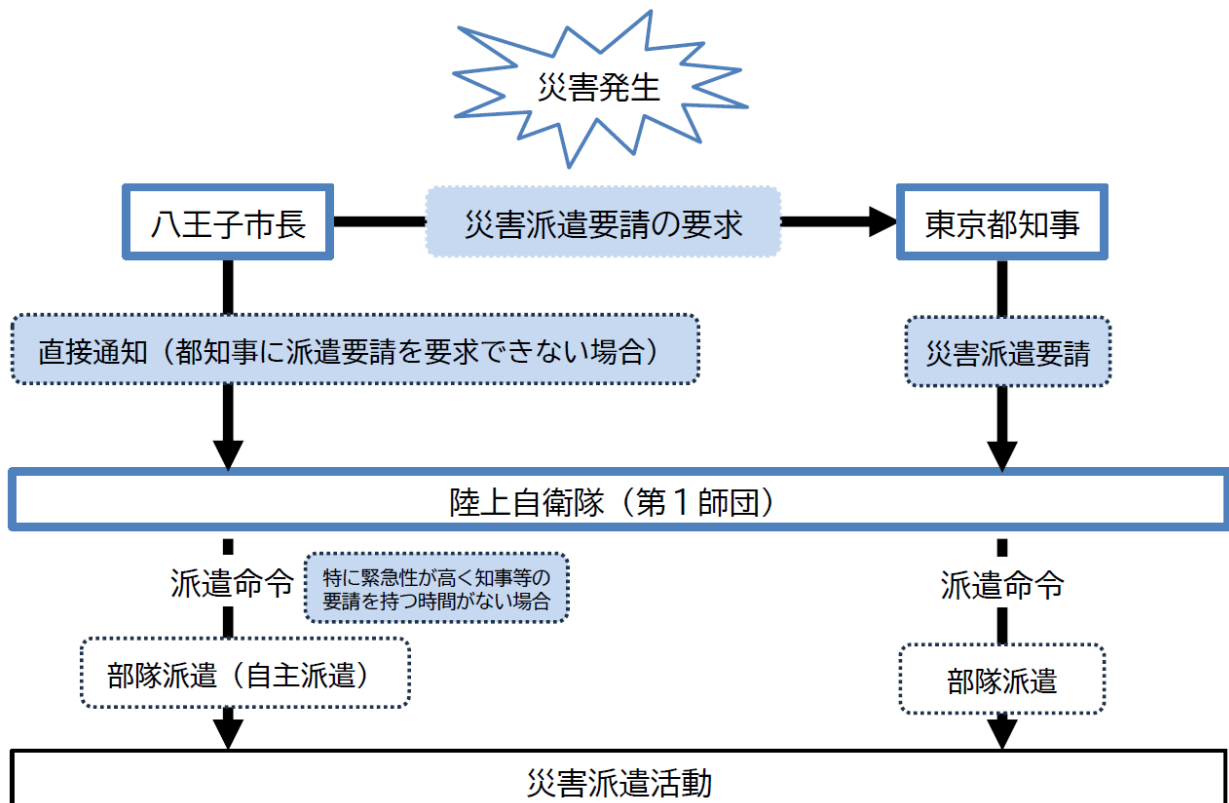 災害発生
八王子市長
災害派遣要請の要求
東京都知事
直接通知（都知事に派遣要請を要求できない場合）
災害派遣要請
陸上自衛隊（第１師団）
派遣命令
特に緊急性が高く知事等の
要請を持つ時間がない場合
派遣命令
部隊派遣（自主派遣）
部隊派遣
災害派遣活動